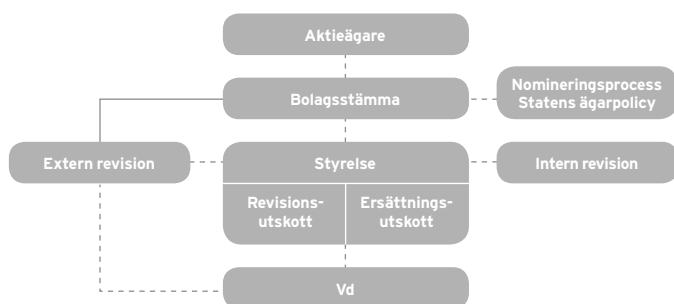 Aktieägare
Bolagsstämma
Nomineringsprocess
Statens ägarpolicy
Extern revision
Styrelse
Intern revision
Revisions-
utskott
Ersättnings-
utskott
Vd